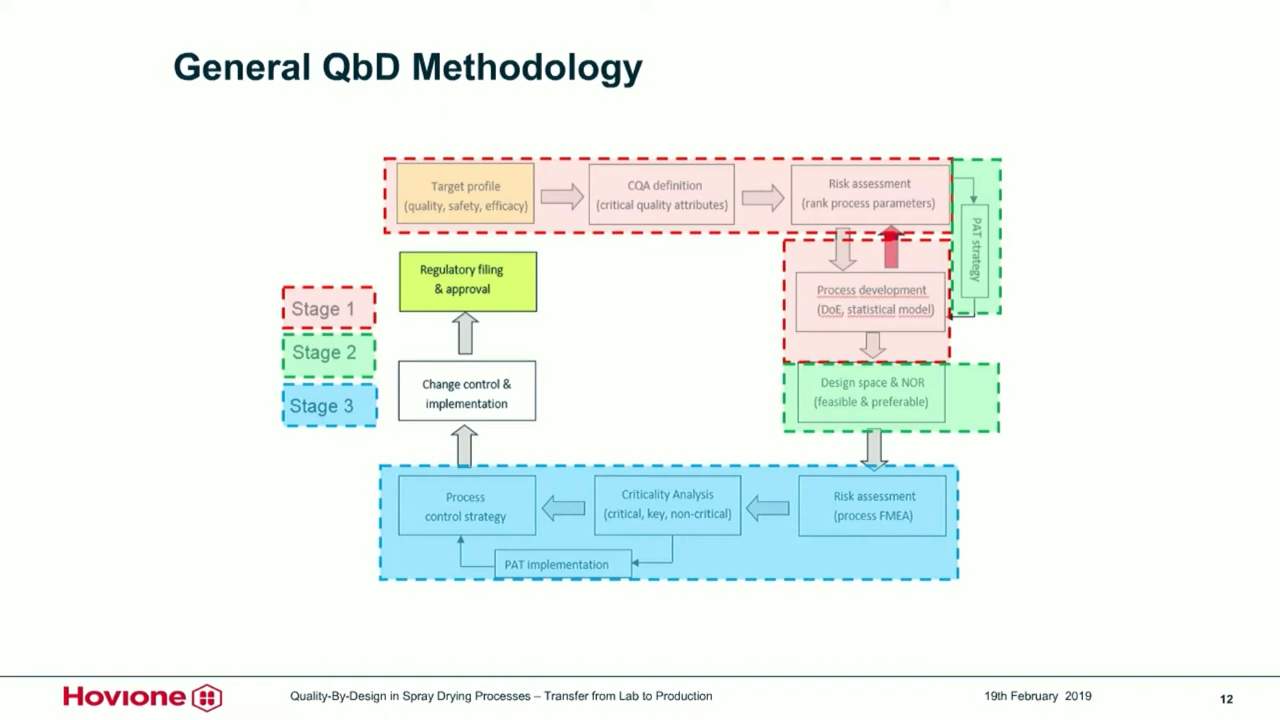 General QbD Methodology
Target profile
(quality, safety, efficacy)
CQA definition
(critical quality attributes)
Risk assessment
(rank process parameters)
PAT strategy
Regulatory filing
& approval
Process development
(DoE, statistical model)
Stage 1
Stage 2
Stage 3
Change control &
implementation
Design space & NOR
(feasible & preferable)
Process
control strategy
Criticality Analysis
(critical, key, non-critical)
Risk assessment
(process FMEA)
PAT implementation
Hovione
Quality-By-Design in Spray Drying Processes – Transfer from Lab to Production
19th February 2019
12